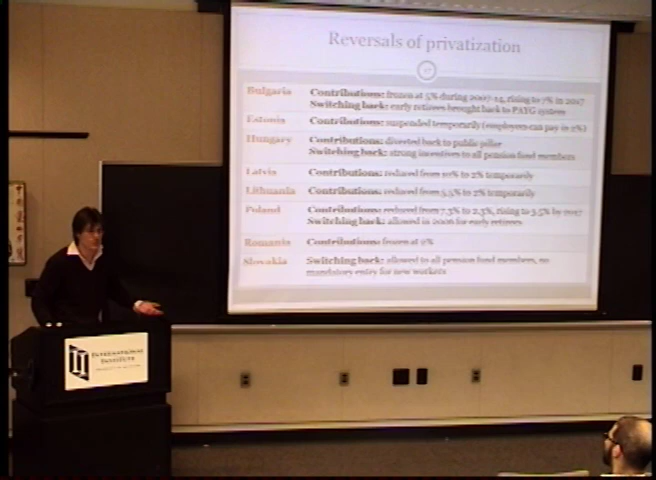 Reversals of privatization
Bulgaria Contributions: frozen at 5% during 2007-14, rising to 7% in 2017
Switching back: early retirees brought back to PAYG system
Estonia Contributions: suspended temporarily (employees can pay in 2%)
Hungary Contributions: diverted back to public pillar
Switching back: strong incentives to all pension fund members
Latvia Contributions: reduced from 10% to 2% temporarily
Lithuania Contributions: reduced from 5.5% to 2% temporarily
Poland Contributions: reduced from 7.3% to 2.3%, rising to 3.5% by 2017
Switching back: allowed in 2006 for early retirees
Romania Contributions: frozen at 2%
Slovakia Switching back: allowed to all pension fund members, no
mandatory entry for new workers
INTERNATIONAL
INSTITUTE